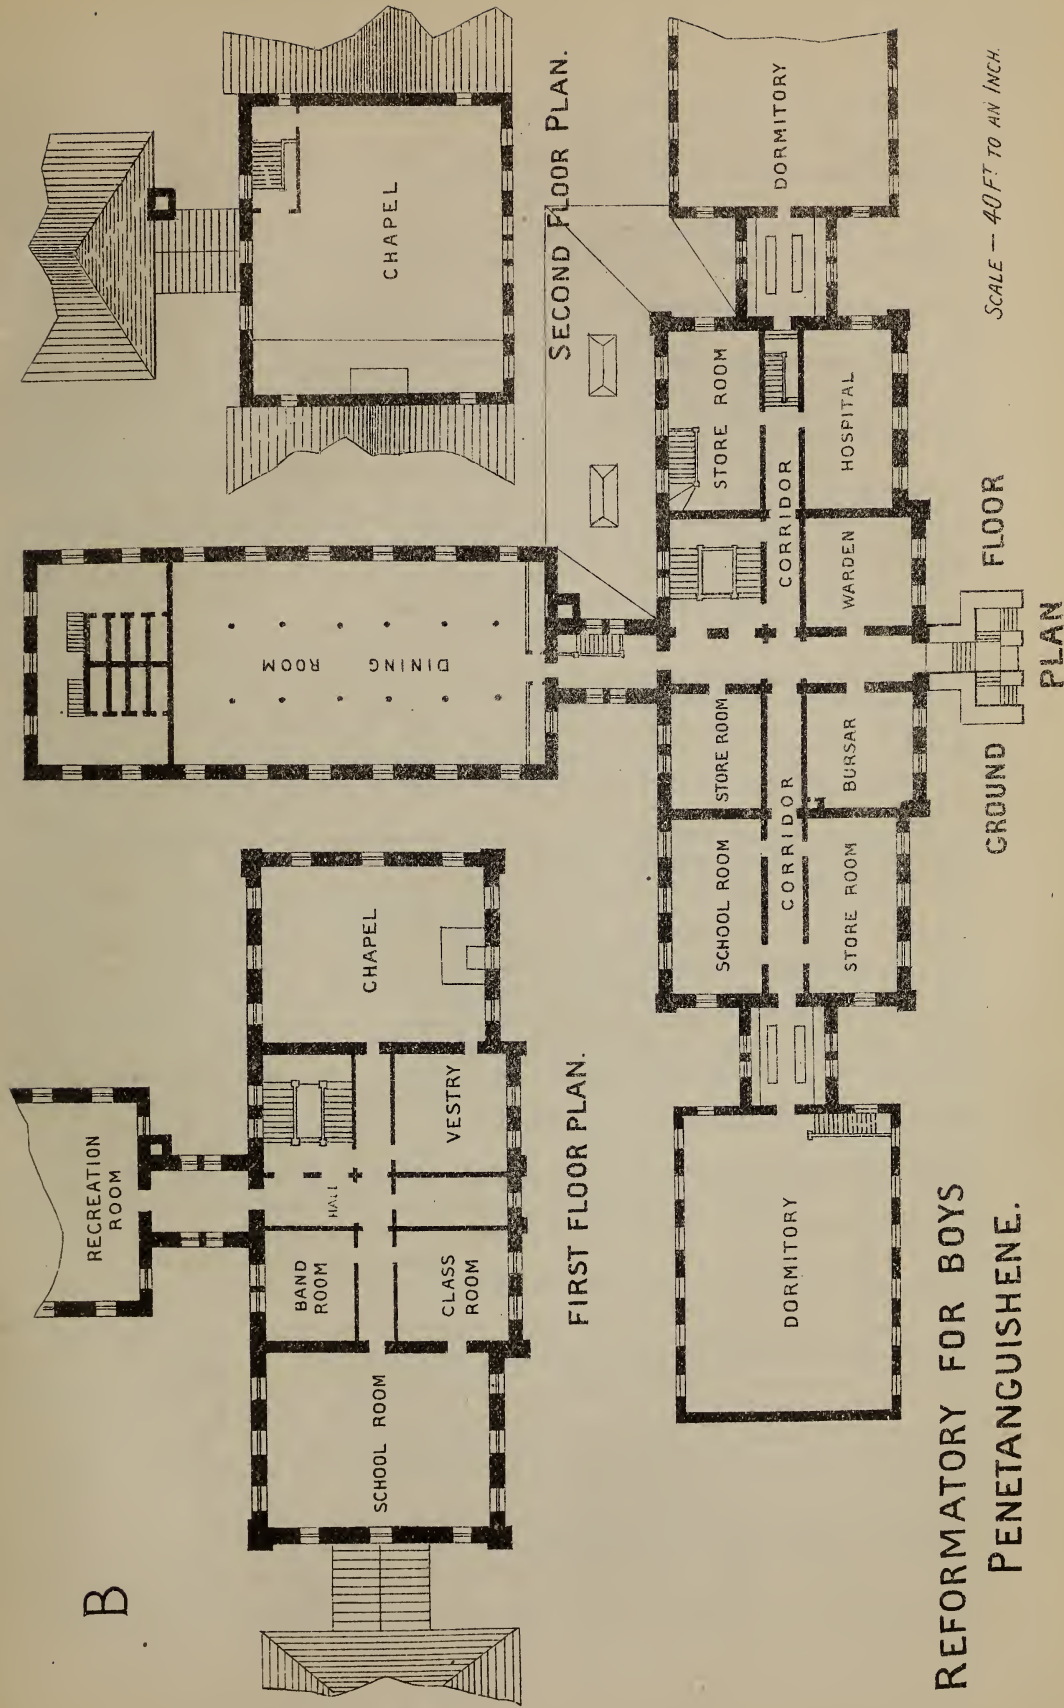 B
RECREATION
ROOM
SCHOOL ROOM
BAND
ROOM
HALL
CLASS
ROOM
VESTRY
CHAPEL
FIRST FLOOR PLAN.
CHAPEL
SECOND FLOOR PLAN.
DINING
ROOM
DORMITORY
SCHOOL ROOM
STORE ROOM
STORE ROOM
CORRIDOR
CORRIDOR
STORE ROOM
BURSAR
WARDEN
HOSPITAL
DORMITORY
GROUND FLOOR
PLAN
SCALE — 40 FT TO AN INCH.
REFORMATORY FOR BOYS
PENETANGUISHENE.